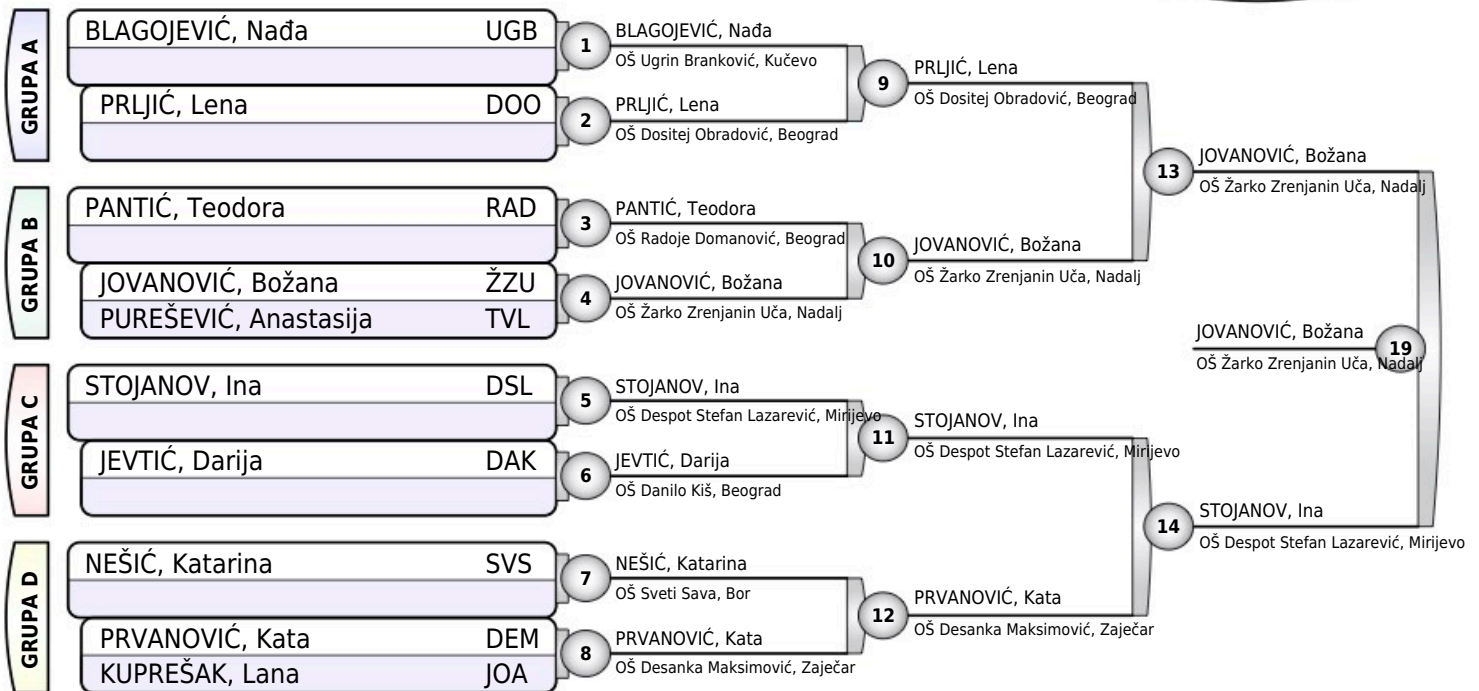 GRUPA A
BLAGOJEVIĆ, Nađa UGB
PRLJIĆ, Lena DOO
GRUPA B
PANTIĆ, Teodora RAD
JOVANOVIĆ, Božana ŽZU
PUREŠEVIĆ, Anastasija TVL
GRUPA C
STOJANOV, Ina DSL
JEVTIĆ, Darija DAK
GRUPA D
NEŠIĆ, Katarina SVS
PRVANOVIĆ, Kata DEM
KUPREŠAK, Lana JOA
1
BLAGOJEVIĆ, Nađa
OŠ Ugrin Branković, Kučevo
2
PRLJIĆ, Lena
OŠ Dositej Obradović, Beograd
3
PANTIĆ, Teodora
OŠ Radoje Domanović, Beograd
4
JOVANOVIĆ, Božana
OŠ Žarko Zrenjanin Uča, Nadalj
5
STOJANOV, Ina
OŠ Despot Stefan Lazarević, Mirijevo
6
JEVTIĆ, Darija
OŠ Danilo Kiš, Beograd
7
NEŠIĆ, Katarina
OŠ Sveti Sava, Bor
8
PRVANOVIĆ, Kata
OŠ Desanka Maksimović, Zaječar
9
PRLJIĆ, Lena
OŠ Dositej Obradović, Beograd
10
JOVANOVIĆ, Božana
OŠ Žarko Zrenjanin Uča, Nadalj
11
STOJANOV, Ina
OŠ Despot Stefan Lazarević, Mirijevo
12
PRVANOVIĆ, Kata
OŠ Desanka Maksimović, Zaječar
13
JOVANOVIĆ, Božana
OŠ Žarko Zrenjanin Uča, Nadalj
14
STOJANOV, Ina
OŠ Despot Stefan Lazarević, Mirijevo
JOVANOVIĆ, Božana
19
OŠ Žarko Zrenjanin Uča, Nadalj